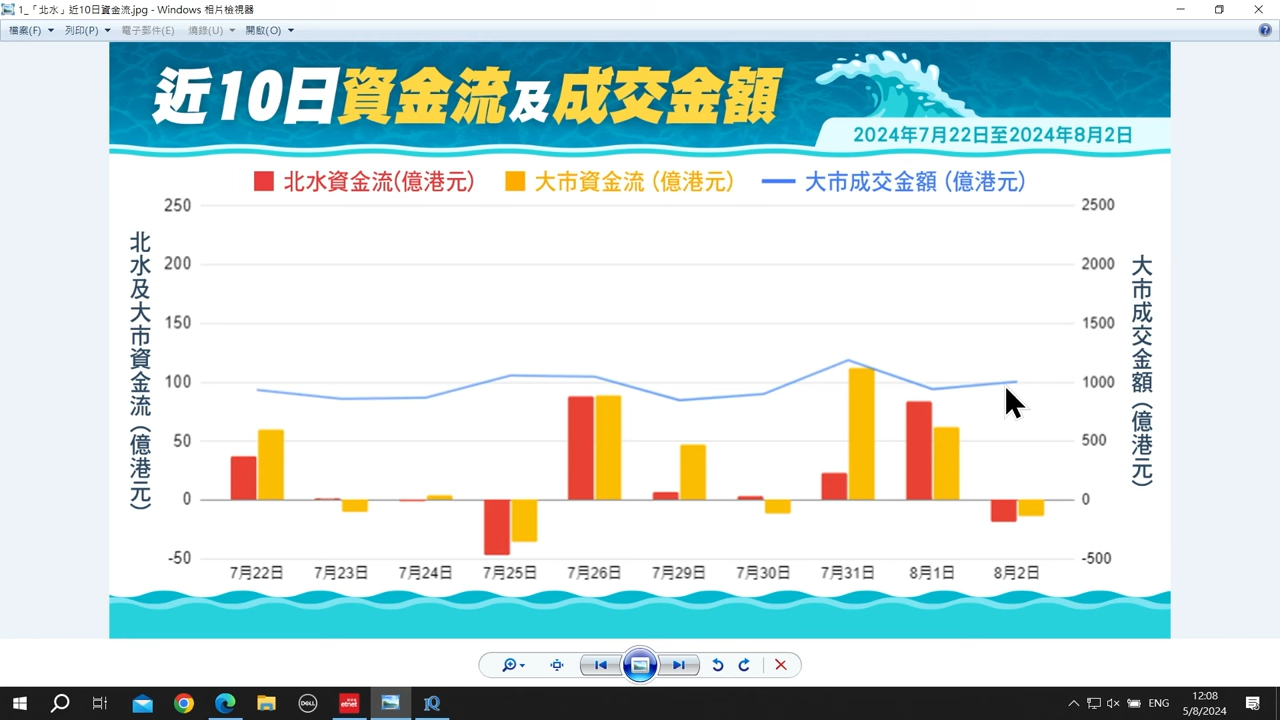 1_「北水」近10日資金流.jpg - Windows 相片檢視器
檔案(F) 列印(P) 電子郵件(E) 燒錄(U) 開啟(O)
近10日資金流及成交金額
2024年7月22日至2024年8月2日
北水資金流(億港元) 大市資金流 (億港元) 大市成交金額 (億港元)
北水及大市資金流(億港元)
250
200
150
100
50
0
-50
2500
2000
1500
1000
500
0
-500
大市成交金額(億港元)
7月22日 7月23日 7月24日 7月25日 7月26日 7月29日 7月30日 7月31日 8月1日 8月2日
DELL
etnet
IQ
ENG
12:08
5/8/2024